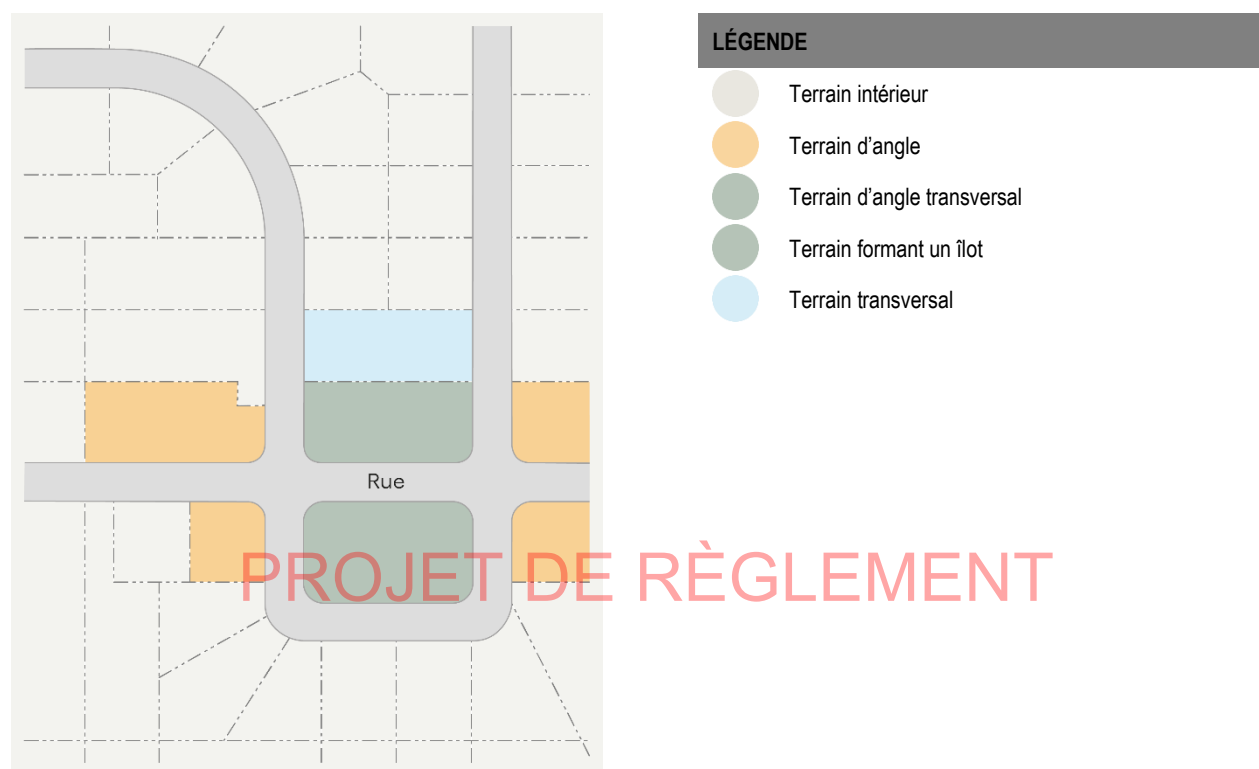 LÉGENDE
Terrain intérieur
Terrain d'angle
Terrain d'angle transversal
Terrain formant un îlot
Terrain transversal
Rue
PROJET DE RÈGLEMENT